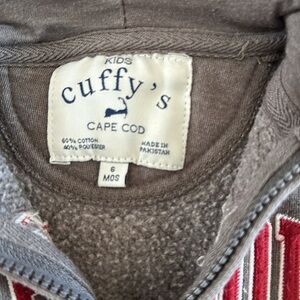 KIDS
cuffy's
CAPE COD
60% COTTON
40% POLYESTER
MADE IN
PAKISTAN
6
MOS